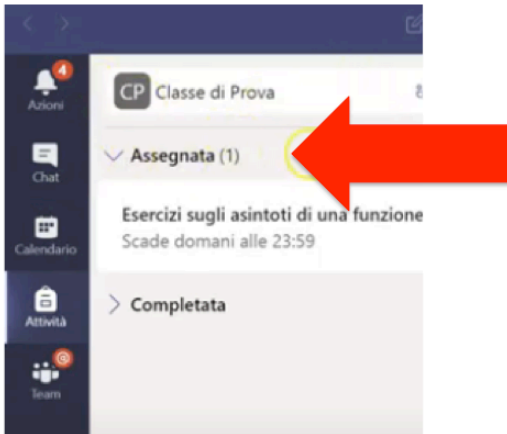 4
Azioni
CP Classe di Prova
Assegnata (1)
Chat
Esercizi sugli asintoti di una funzione
Scade domani alle 23:59
Calendario
Completata
Attività
@
Team